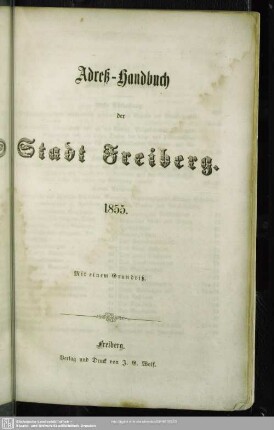 Adreß-Handbuch
der
Stadt Freiberg.
1855.
Mit einem Grundriß.
Freiberg.
Verlag und Druck von J. G. Wolf.